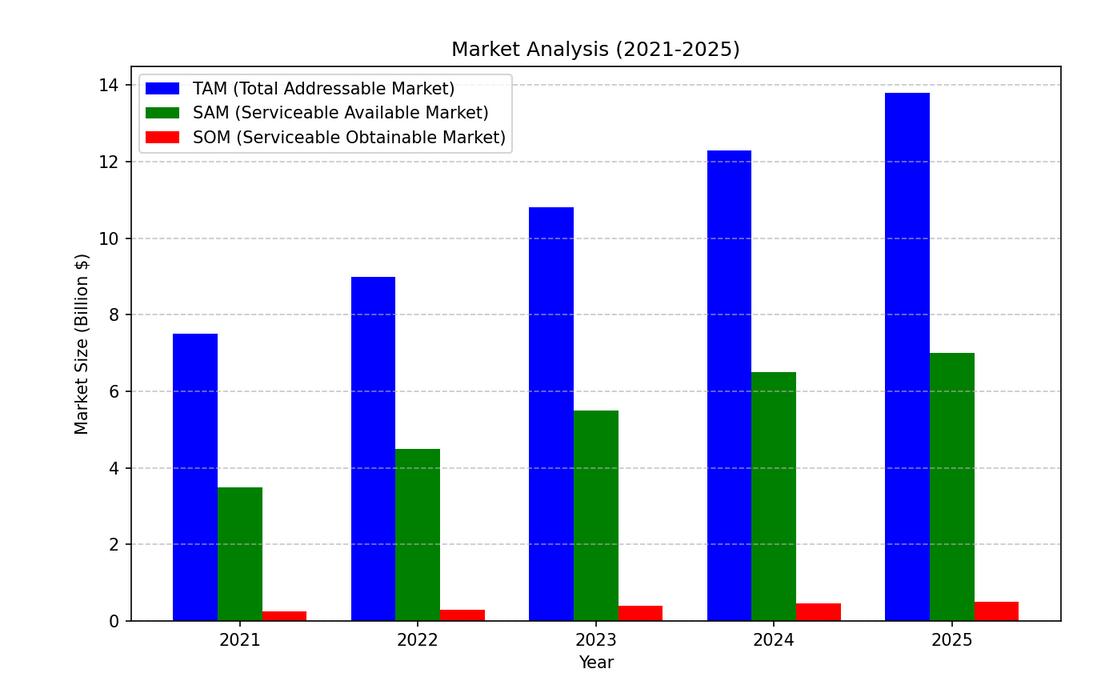 Market Analysis (2021-2025)
TAM (Total Addressable Market)
SAM (Serviceable Available Market)
SOM (Serviceable Obtainable Market)
Market Size (Billion $)
14
12
10
8
6
4
2
0
2021 2022 2023 2024 2025
Year